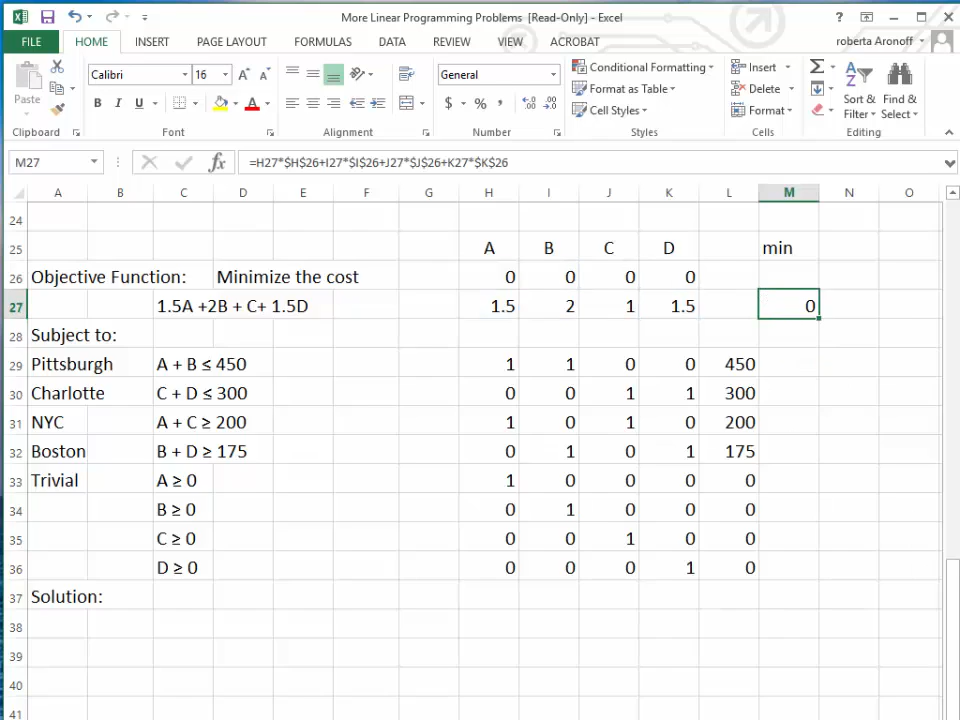 More Linear Programming Problems [Read-Only] - Excel
?
FILE HOME INSERT PAGE LAYOUT FORMULAS DATA REVIEW VIEW ACROBAT roberta Aronoff
Paste
Calibri 16 A A
B I U A
General
$ % , .00
Conditional Formatting
Format as Table
Cell Styles
Insert
Delete
Format
Σ
A Z
Sort & Filter
Find & Select
Clipboard Font Alignment Number Styles Cells Editing
M27 fx =H27*$H$26+I27*$I$26+J27*$J$26+K27*$K$26
A B C D E F G H I J K L M N O
24
25 A B C D min
26 Objective Function: Minimize the cost 0 0 0 0
27 1.5A +2B + C+ 1.5D 1.5 2 1 1.5 0
28 Subject to:
29 Pittsburgh A + B ≤ 450 1 1 0 0 450
30 Charlotte C + D ≤ 300 0 0 1 1 300
31 NYC A + C ≥ 200 1 0 1 0 200
32 Boston B + D ≥ 175 0 1 0 1 175
33 Trivial A ≥ 0 1 0 0 0 0
34 B ≥ 0 0 1 0 0 0
35 C ≥ 0 0 0 1 0 0
36 D ≥ 0 0 0 0 1 0
37 Solution:
38
39
40
41